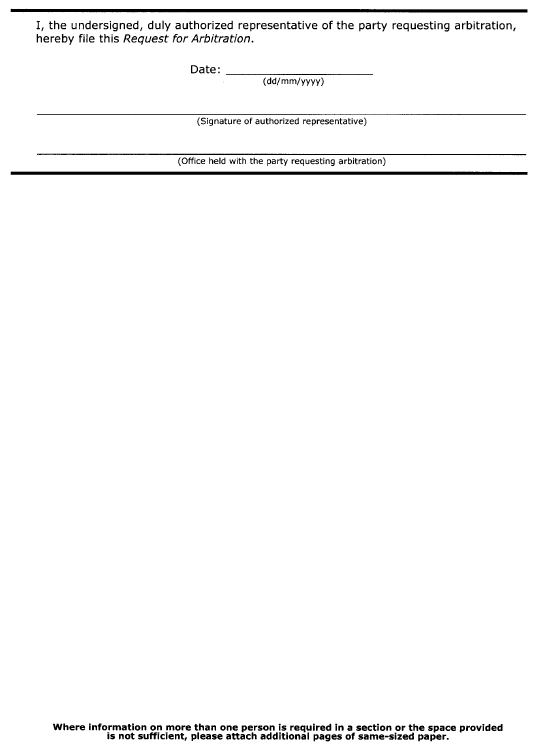 I, the undersigned, duly authorized representative of the party requesting arbitration,
hereby file this Request for Arbitration.
Date:
(dd/mm/yyyy)
(Signature of authorized representative)
(Office held with the party requesting arbitration)
Where information on more than one person is required in a section or the space provided
is not sufficient, please attach additional pages of same-sized paper.